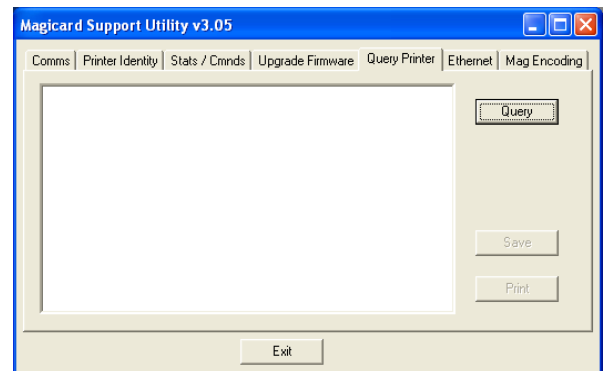 Magicard Support Utility v3.05
Comms Printer Identity Stats / Cmnds Upgrade Firmware Query Printer Ethernet Mag Encoding
Query
Save
Print
Exit